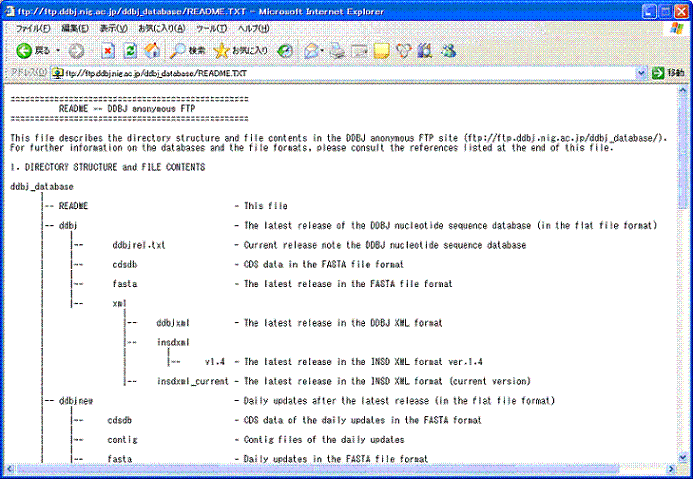 ftp://ftp.ddbj.nig.ac.jp/ddbj_database/README.TXT - Microsoft Internet Explorer
ファイル(F) 編集(E) 表示(V) お気に入り(A) ツール(T) ヘルプ(H)
戻る 検索 お気に入り
アドレス(D) ftp://ftp.ddbj.nig.ac.jp/ddbj_database/README.TXT 移動
==================================================
README -- DDBJ anonymous FTP
==================================================
This file describes the directory structure and file contents in the DDBJ anonymous FTP site (ftp://ftp.ddbj.nig.ac.jp/ddbj_database/).
For further information on the databases and the file formats, please consult the references listed at the end of this file.
1. DIRECTORY STRUCTURE and FILE CONTENTS
ddbj_database
|-- README - This file
|-- ddbj - The latest release of the DDBJ nucleotide sequence database (in the flat file format)
|-- ddbjrel.txt - Current release note the DDBJ nucleotide sequence database
|-- cdsdb - CDS data in the FASTA file format
|-- fasta - The latest release in the FASTA file format
|-- xml
|-- ddbjxml - The latest release in the DDBJ XML format
|-- insdxml
|-- v1.4 - The latest release in the INSD XML format ver.1.4
|-- insdxml_current - The latest release in the INSD XML format (current version)
|-- ddbjnew - Daily updates after the latest release (in the flat file format)
|-- cdsdb - CDS data of the daily updates in the FASTA format
|-- contig - Contig files of the daily updates
|-- fasta - Daily updates in the FASTA file format